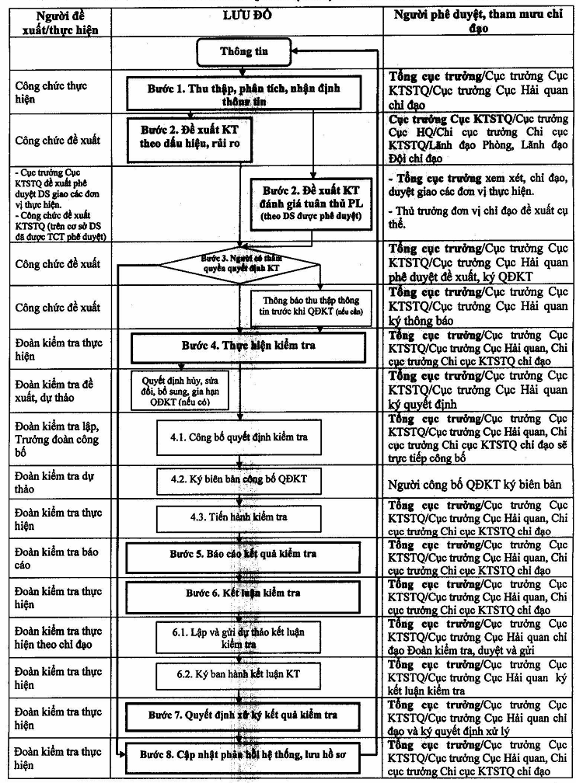 Người đề
xuất/thực hiện
LƯU ĐỒ
Người phê duyệt, tham mưu chỉ
đạo
Thông tin
Công chức thực
hiện
Bước 1. Thu thập, phân tích, nhận định
thông tin
Tổng cục trưởng/Cục trưởng Cục
KTSTQ/Cục trưởng Cục Hải quan
chỉ đạo
Công chức đề xuất
Bước 2. Đề xuất KT
theo dấu hiệu, rủi ro
Cục trưởng Cục KTSTQ/Cục trưởng
Cục HQ/Chi cục trưởng Chi cục
KTSTQ/Lãnh đạo Phòng, Lãnh đạo
Đội chỉ đạo
- Cục trưởng Cục
KTSTQ đề xuất phê
duyệt DS giao các đơn
vị thực hiện.
- Công chức đề xuất
KTSTQ (trên cơ sở DS
đã được TCT phê duyệt)
Bước 2. Đề xuất KT
đánh giá tuân thủ PL
(theo DS được phê duyệt)
- Tổng cục trưởng xem xét, chỉ đạo,
duyệt giao các đơn vị thực hiện.
- Thủ trưởng đơn vị chỉ đạo đề xuất cụ
thể.
Công chức đề xuất
Bước 3. Người có thẩm
quyền quyết định KT
Tổng cục trưởng/Cục trưởng Cục
KTSTQ/Cục trưởng Cục Hải quan
phê duyệt đề xuất, ký QĐKT
Công chức đề xuất
Thông báo thu thập thông
tin trước khi QĐKT (nếu cần)
Tổng cục trưởng/Cục trưởng Cục
KTSTQ/Cục trưởng Cục Hải quan
ký thông báo
Đoàn kiểm tra thực
hiện
Bước 4. Thực hiện kiểm tra
Tổng cục trưởng/Cục trưởng Cục
KTSTQ/Cục trưởng Cục Hải quan, Chi
cục trưởng Chi cục KTSTQ chỉ đạo
Đoàn kiểm tra đề
xuất, dự thảo
Quyết định hủy, sửa
đổi, bổ sung, gia hạn
QĐKT (nếu có)
Tổng cục trưởng/Cục trưởng Cục
KTSTQ/Cục trưởng Cục Hải quan
ký quyết định
Đoàn kiểm tra lập,
Trưởng đoàn công
bố
4.1. Công bố quyết định kiểm tra
Tổng cục trưởng/Cục trưởng Cục
KTSTQ/Cục trưởng Cục Hải quan, Chi
cục trưởng Chi cục KTSTQ chỉ đạo sẽ
trực tiếp công bố
Đoàn kiểm tra dự
thảo
4.2. Ký biên bản công bố QĐKT
Người công bố QĐKT ký biên bản
Đoàn kiểm tra thực
hiện
4.3. Tiến hành kiểm tra
Tổng cục trưởng/Cục trưởng Cục
KTSTQ/Cục trưởng Cục Hải quan, Chi
cục trưởng Chi cục KTSTQ chỉ đạo
Đoàn kiểm tra báo
cáo
Bước 5. Báo cáo kết quả kiểm tra
Tổng cục trưởng/Cục trưởng Cục
KTSTQ/Cục trưởng Cục Hải quan, Chi
cục trưởng Chi cục KTSTQ chỉ đạo
Đoàn kiểm tra thực
hiện
Bước 6. Kết luận kiểm tra
Tổng cục trưởng/Cục trưởng Cục
KTSTQ/Cục trưởng Cục Hải quan, Chi
cục trưởng Chi cục KTSTQ chỉ đạo
Đoàn kiểm tra thực
hiện theo chỉ đạo
6.1. Lập và gửi dự thảo kết luận
kiểm tra
Tổng cục trưởng/Cục trưởng Cục
KTSTQ/Cục trưởng Cục Hải quan chỉ
đạo Đoàn kiểm tra, duyệt và gửi
Đoàn kiểm tra thực
hiện
6.2. Ký ban hành kết luận KT
Tổng cục trưởng/Cục trưởng Cục
KTSTQ/Cục trưởng Cục Hải quan ký
kết luận kiểm tra
Đoàn kiểm tra thực
hiện
Bước 7. Quyết định xử lý kết quả kiểm tra
Tổng cục trưởng/Cục trưởng Cục
KTSTQ/Cục trưởng Cục Hải quan chỉ
đạo và ký quyết định xử lý
Đoàn kiểm tra thực
hiện
Bước 8. Cập nhật phản hồi hệ thống, lưu hồ sơ
Tổng cục trưởng/Cục trưởng Cục
KTSTQ/Cục trưởng Cục Hải quan, Chi
cục trưởng Chi cục KTSTQ chỉ đạo